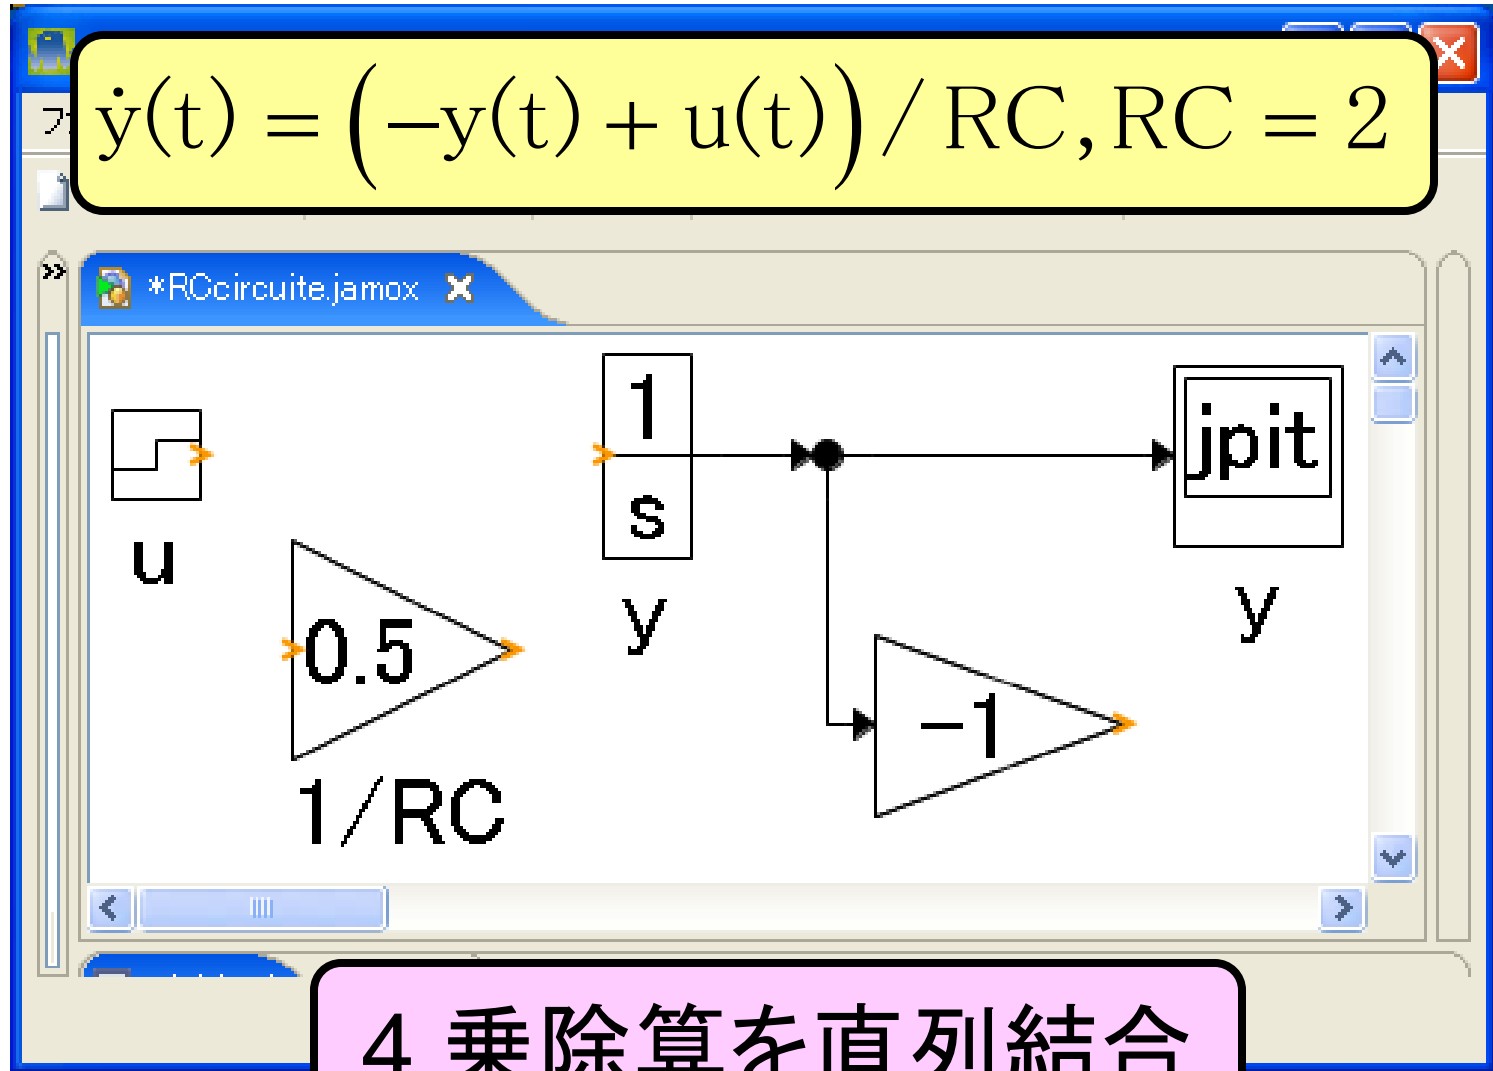 ẏ(t) = (−y(t) + u(t)) / RC, RC = 2
フ
»
*RCcircuite.jamox
u
0.5
1/RC
1
s
y
-1
jpit
y
4 乗除算を直列結合